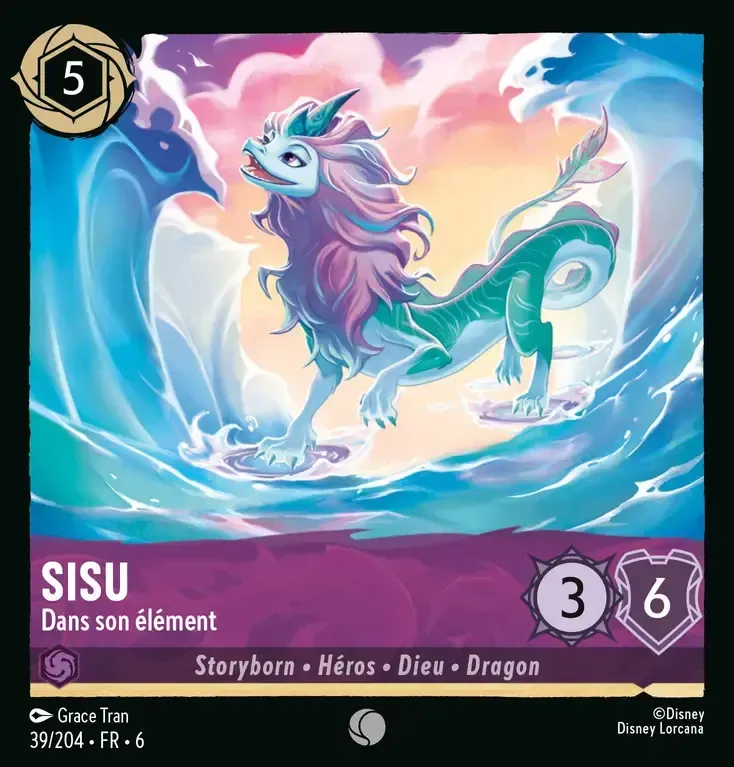 5
SISU
Dans son élément
3
6
Storyborn • Héros • Dieu • Dragon
Grace Tran
39/204 • FR • 6
©Disney
Disney Lorcana